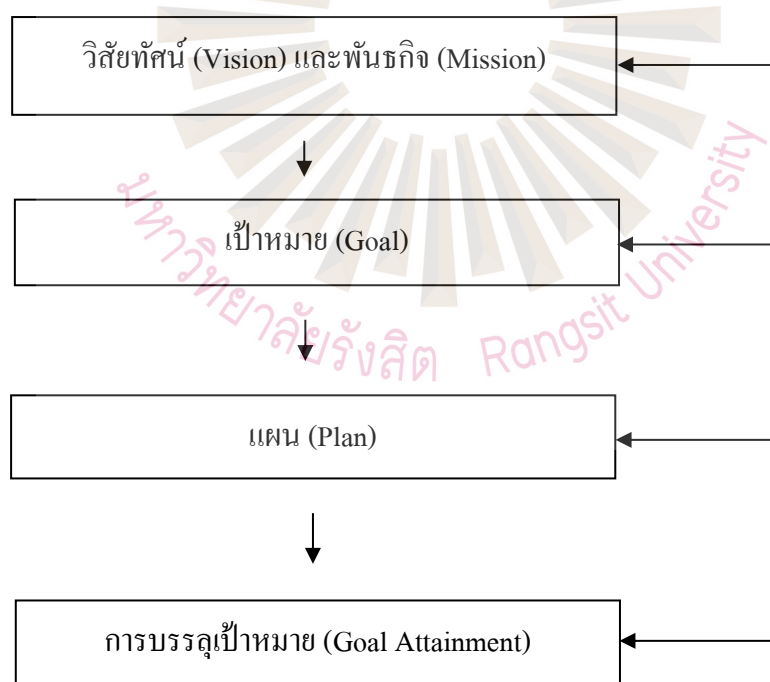 วิสัยทัศน์ (Vision) และพันธกิจ (Mission)
เป้าหมาย (Goal)
มหาวิทยาลัยรังสิต Rangsit University
แผน (Plan)
การบรรลุเป้าหมาย (Goal Attainment)